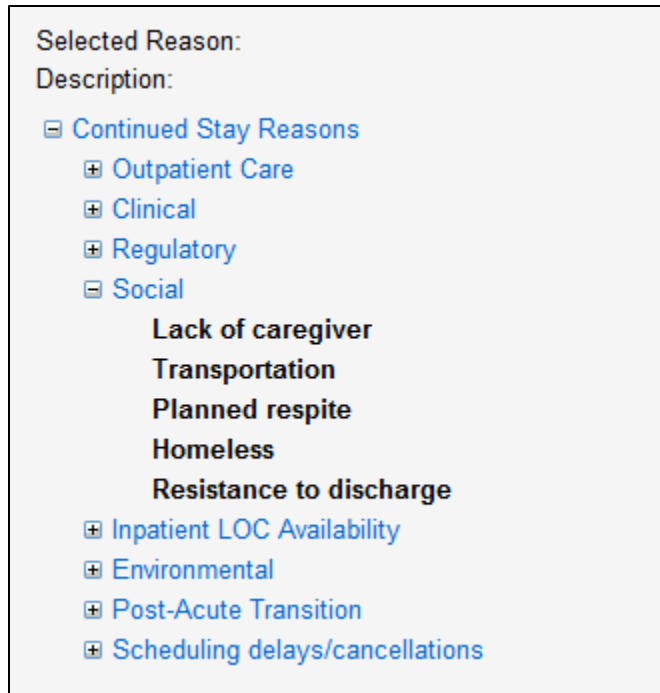 Selected Reason:
Description:
Continued Stay Reasons
Outpatient Care
Clinical
Regulatory
Social
Lack of caregiver
Transportation
Planned respite
Homeless
Resistance to discharge
Inpatient LOC Availability
Environmental
Post-Acute Transition
Scheduling delays/cancellations